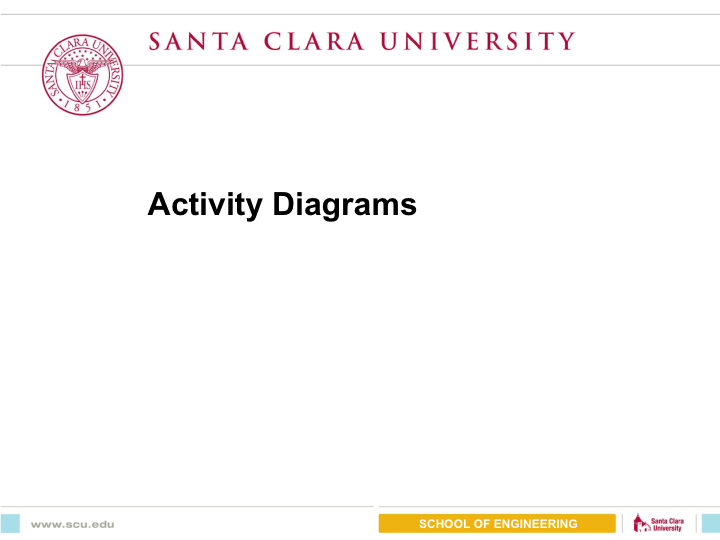 SANTA CLARA UNIVERSITY
SANTA CLARA UNIVERSITY
IHS
• 1851 •
Activity Diagrams
www.scu.edu
SCHOOL OF ENGINEERING
Santa Clara
University